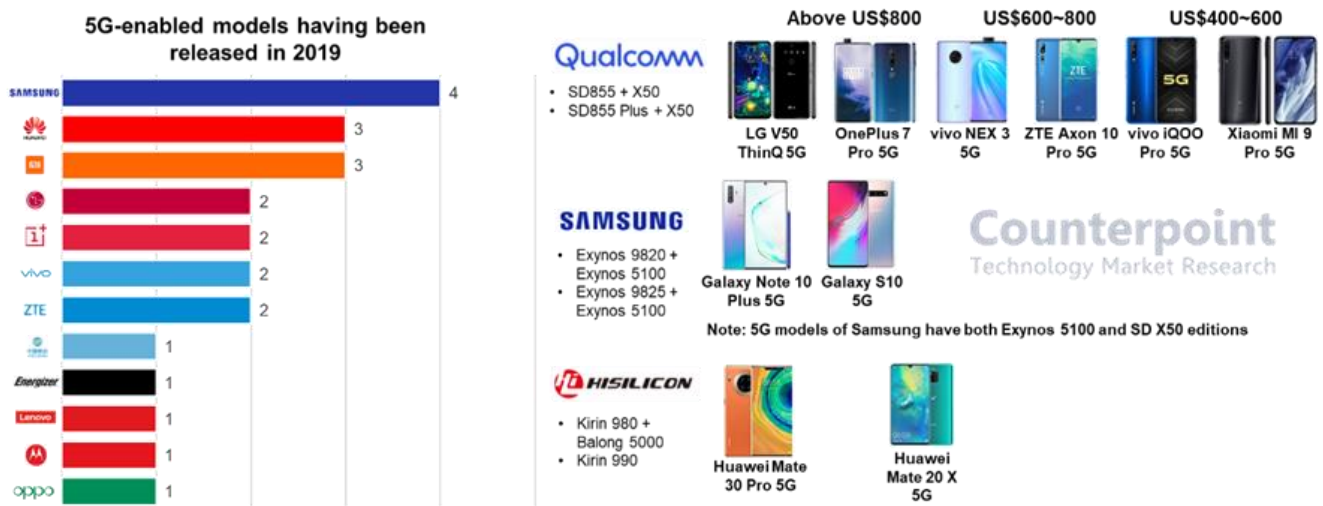 5G-enabled models having been
released in 2019
SAMSUNG 4
HUAWEI 3
3
2
2
vivo 2
ZTE 2
1
Energizer 1
Lenovo 1
1
oppo 1
Above US$800 US$600~800 US$400~600
Qualcomm
• SD855 + X50
• SD855 Plus + X50
ZTE
5G
LG V50
ThinQ 5G
OnePlus 7
Pro 5G
vivo NEX 3
5G
ZTE Axon 10
Pro 5G
vivo iQOO
Pro 5G
Xiaomi MI 9
Pro 5G
SAMSUNG
• Exynos 9820 +
Exynos 5100
• Exynos 9825 +
Exynos 5100
Galaxy Note 10
Plus 5G
Galaxy S10
5G
Counterpoint
Technology Market Research
Note: 5G models of Samsung have both Exynos 5100 and SD X50 editions
HISILICON
• Kirin 980 +
Balong 5000
• Kirin 990
Huawei Mate
30 Pro 5G
Huawei
Mate 20 X
5G